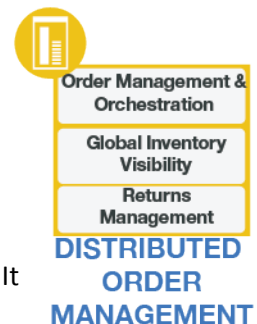 Order Management &
Orchestration
Global Inventory
Visibility
Returns
Management
It
DISTRIBUTED
ORDER
MANAGEMENT